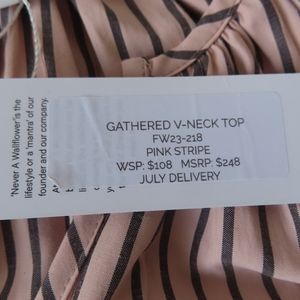 'Never A Wallflower' is the
lifestyle or a 'mantra' of our
founder and our company.
GATHERED V-NECK TOP
FW23-218
PINK STRIPE
WSP: $108 MSRP: $248
JULY DELIVERY